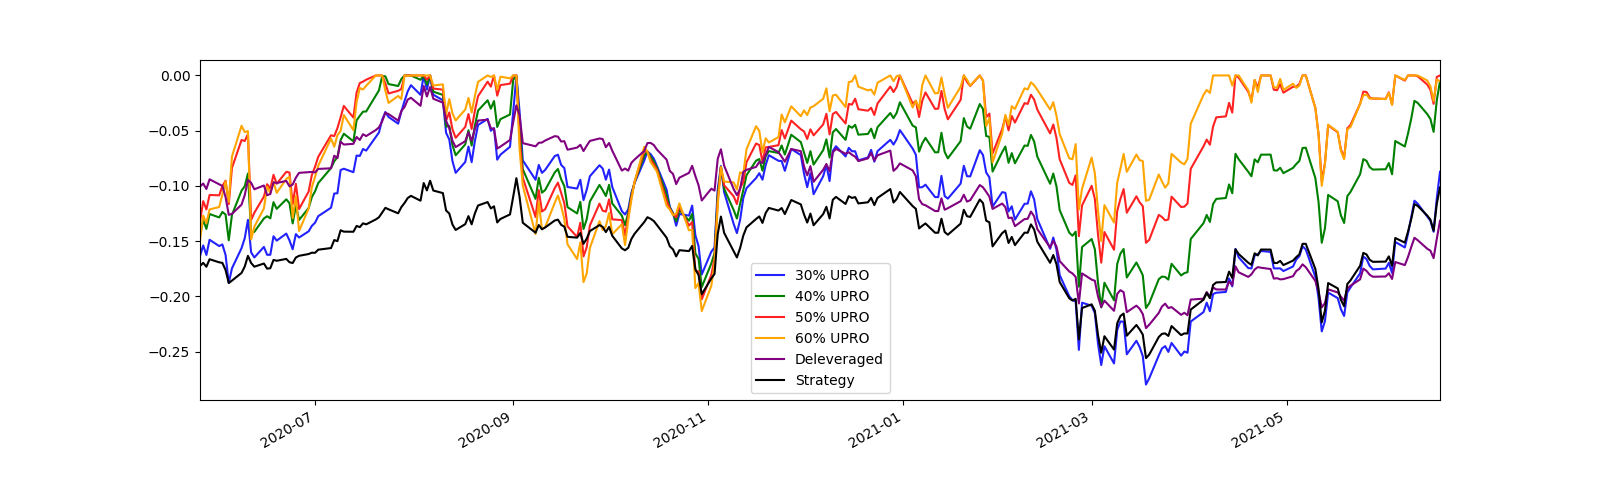 0.00
−0.05
−0.10
−0.15
−0.20
−0.25
30% UPRO
40% UPRO
50% UPRO
60% UPRO
Deleveraged
Strategy
2020-07
2020-09
2020-11
2021-01
2021-03
2021-05